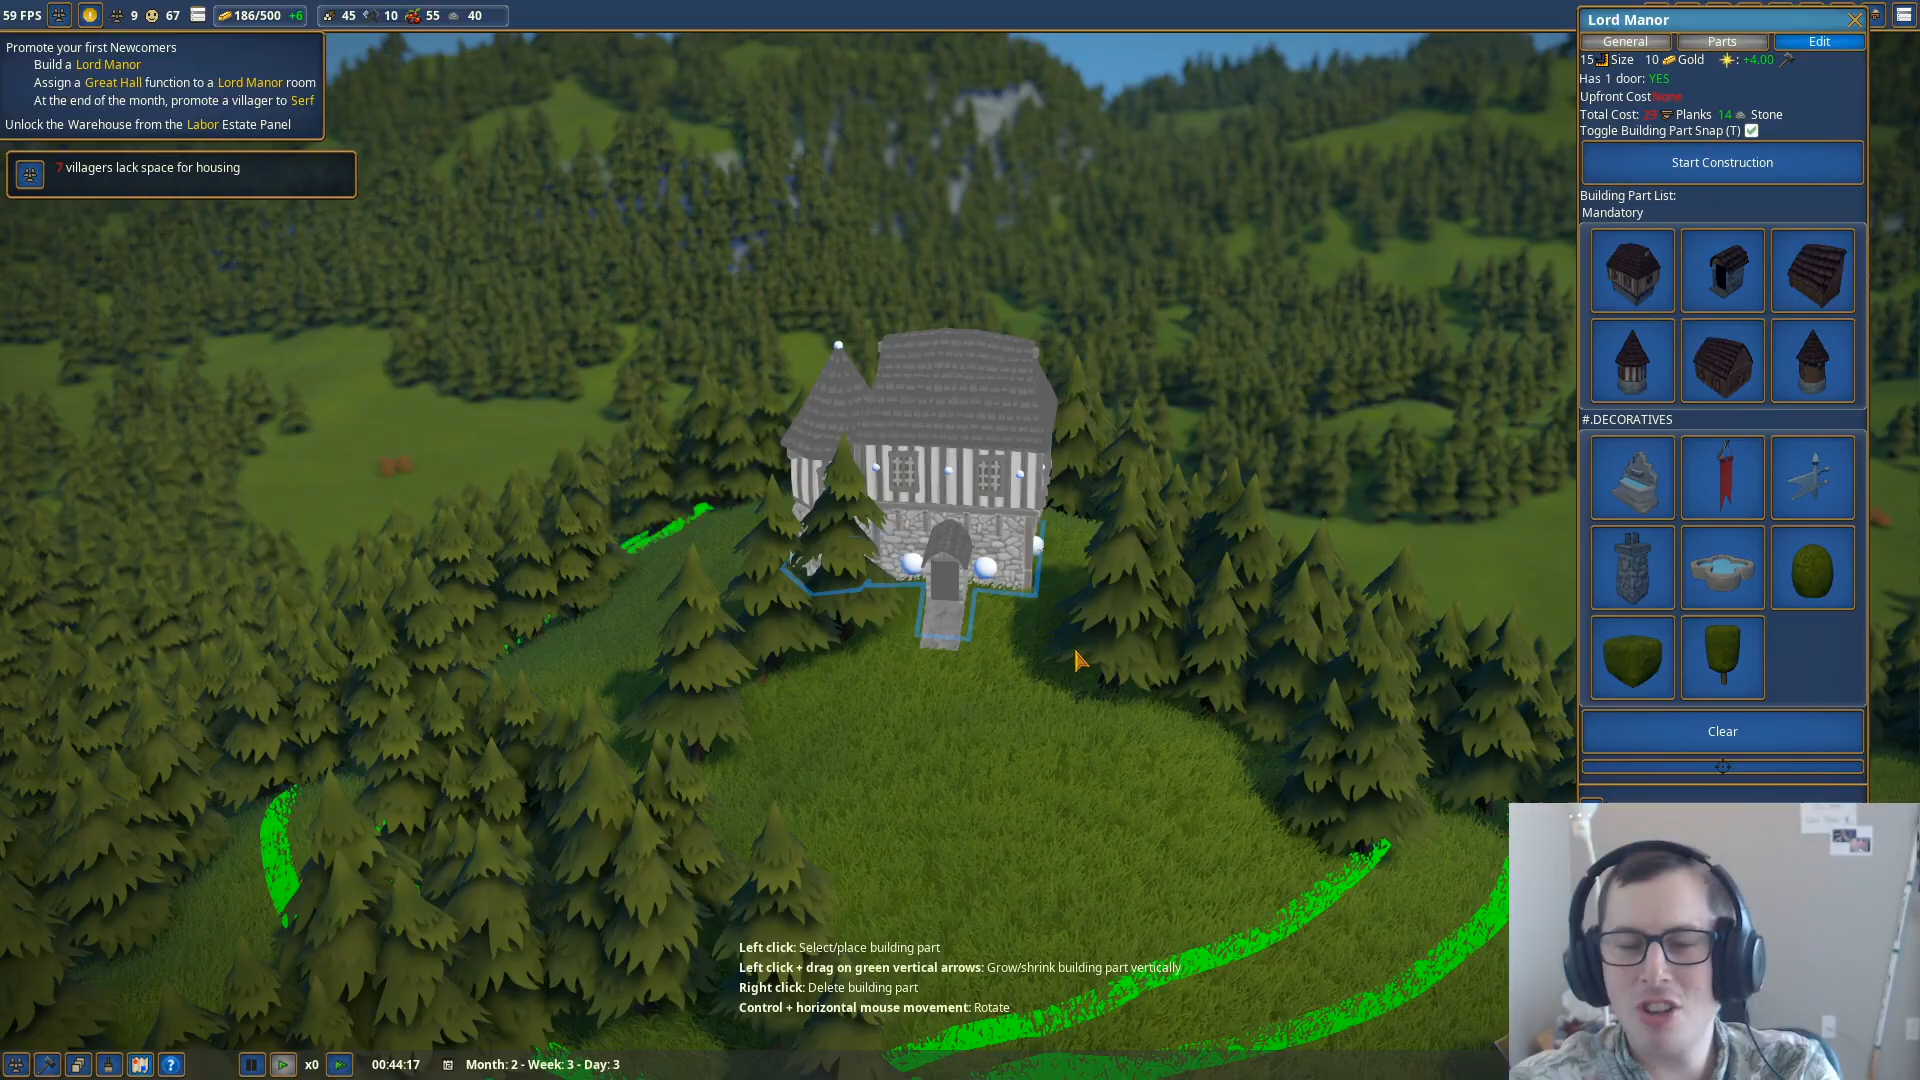 59 FPS 9 67 186/500 +6 45 10 55 40
Promote your first Newcomers
Build a Lord Manor
Assign a Great Hall function to a Lord Manor room
At the end of the month, promote a villager to Serf
Unlock the Warehouse from the Labor Estate Panel
7 villagers lack space for housing
Lord Manor
General Parts Edit
15 Size 10 Gold : +4.00
Has 1 door: YES
Upfront CostNone
Total Cost: 29 Planks 14 Stone
Toggle Building Part Snap (T)
Start Construction
Building Part List:
Mandatory
#.DECORATIVES
Clear
Left click: Select/place building part
Left click + drag on green vertical arrows: Grow/shrink building part vertically
Right click: Delete building part
Control + horizontal mouse movement: Rotate
x0 00:44:17 Month: 2 - Week: 3 - Day: 3